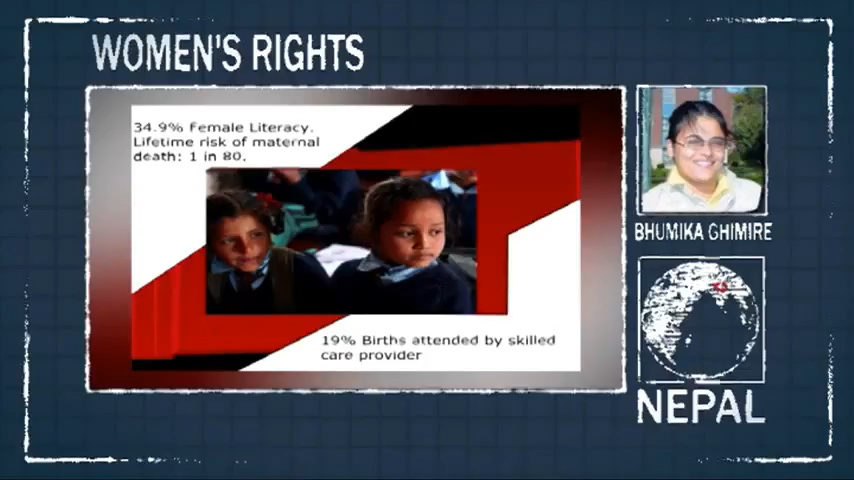 WOMEN'S RIGHTS
34.9% Female Literacy.
Lifetime risk of maternal
death: 1 in 80.
19% Births attended by skilled
care provider
BHUMIKA GHIMIRE
NEPAL